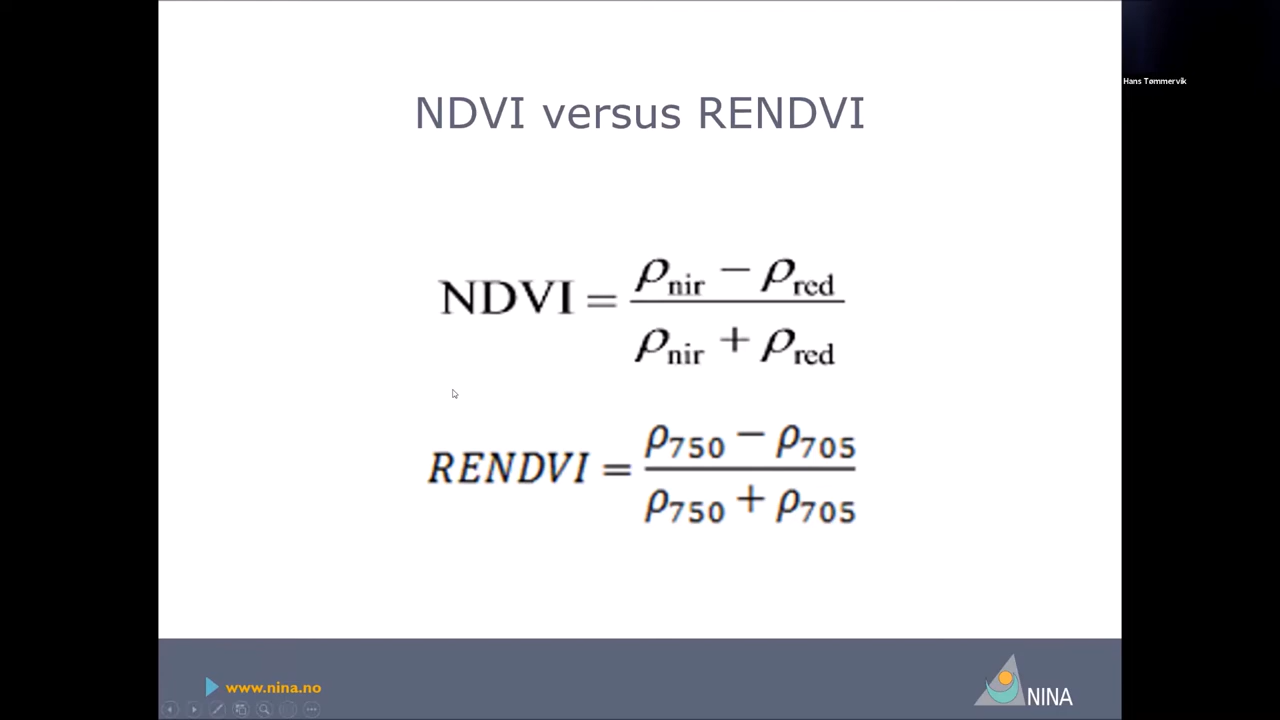 Hans Tømmervik
NDVI versus RENDVI
NDVI = (ρnir − ρred) / (ρnir + ρred)
RENDVI = (ρ750 − ρ705) / (ρ750 + ρ705)
www.nina.no
NINA